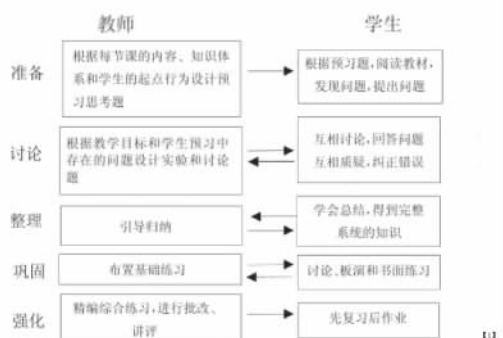 教师
学生
准备
根据每节课的内容、知识体
系和学生的起点行为设计预
习思考题
根据预习题,阅读教材,
发现问题,提出问题
讨论
根据教学目标和学生预习中
存在的问题设计实验和讨论
题
互相讨论,回答问题
互相质疑,纠正错误
整理
引导归纳
学会总结,得到完整
系统的知识
巩固
布置基础练习
讨论、板演和书面练习
强化
精编综合练习,进行批改、
讲评
先复习后作业